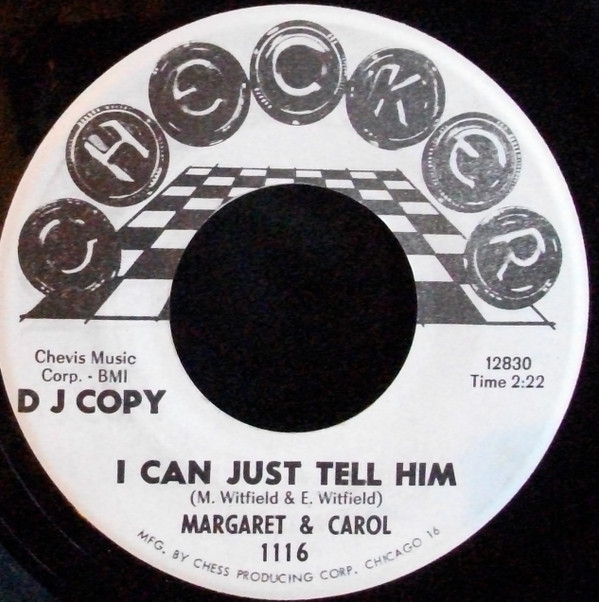 CHECKER
Chevis Music
Corp. - BMI
D J COPY
12830
Time 2:22
I CAN JUST TELL HIM
(M. Witfield & E. Witfield)
MARGARET & CAROL
1116
MFG. BY CHESS PRODUCING CORP. CHICAGO 16